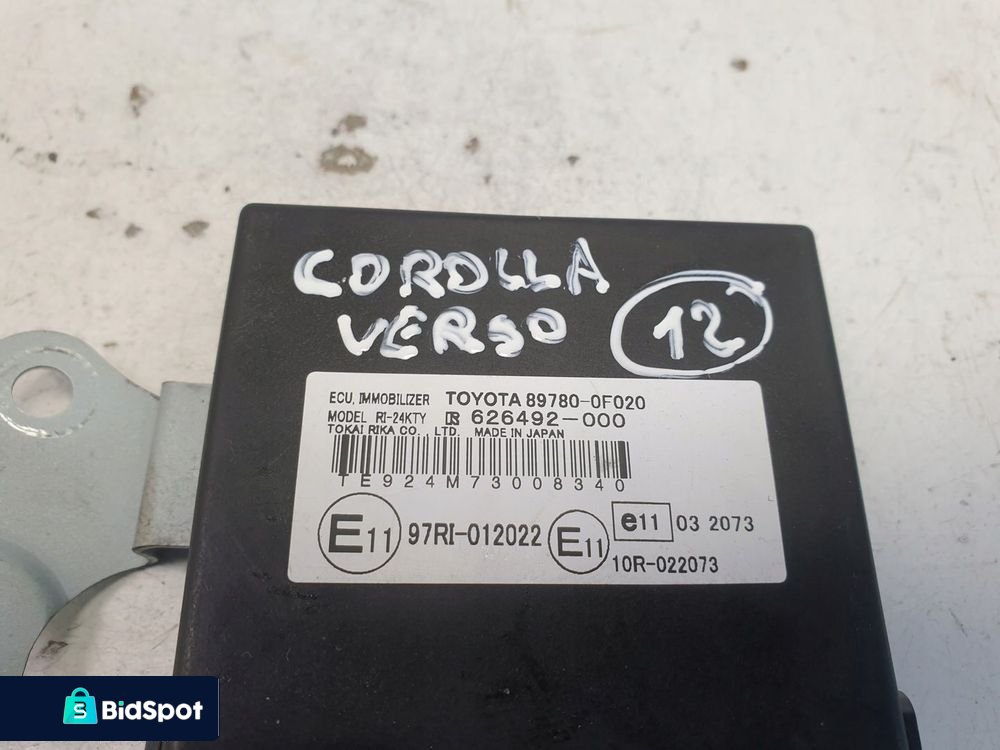 COROLLA
VERSO
12
ECU, IMMOBILIZER TOYOTA 89780-0F020
MODEL RI-24KTY 626492-000
TOKAI RIKA CO., LTD. MADE IN JAPAN
TE924M73008340
E11 97RI-012022 E11 e11 03 2073
10R-022073
BidSpot